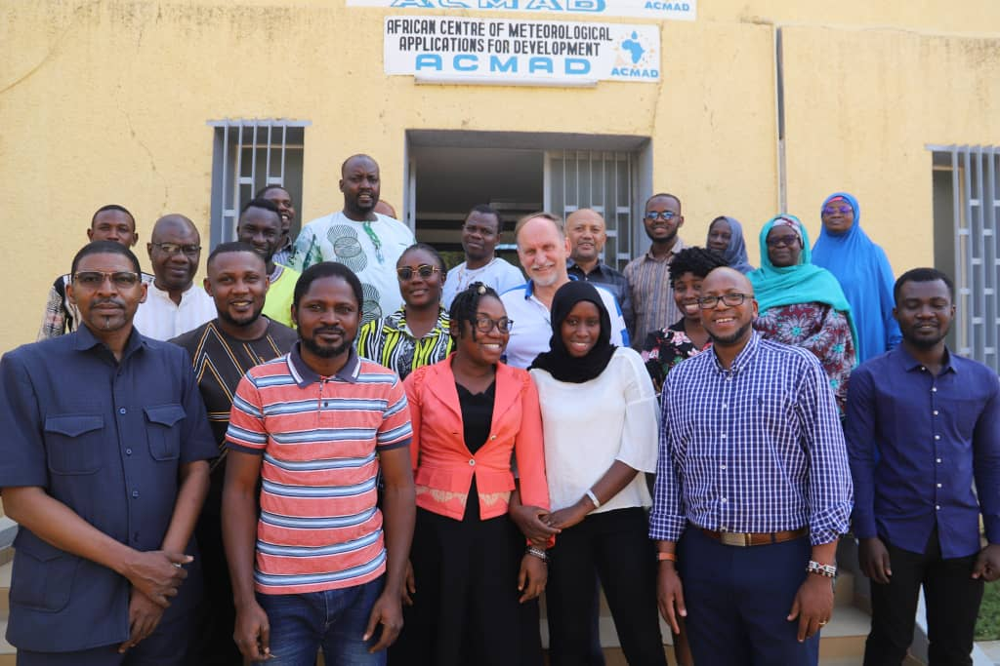 ACMAD
ACMAD
AFRICAN CENTRE OF METEOROLOGICAL
APPLICATIONS FOR DEVELOPMENT
ACMAD
ACMAD